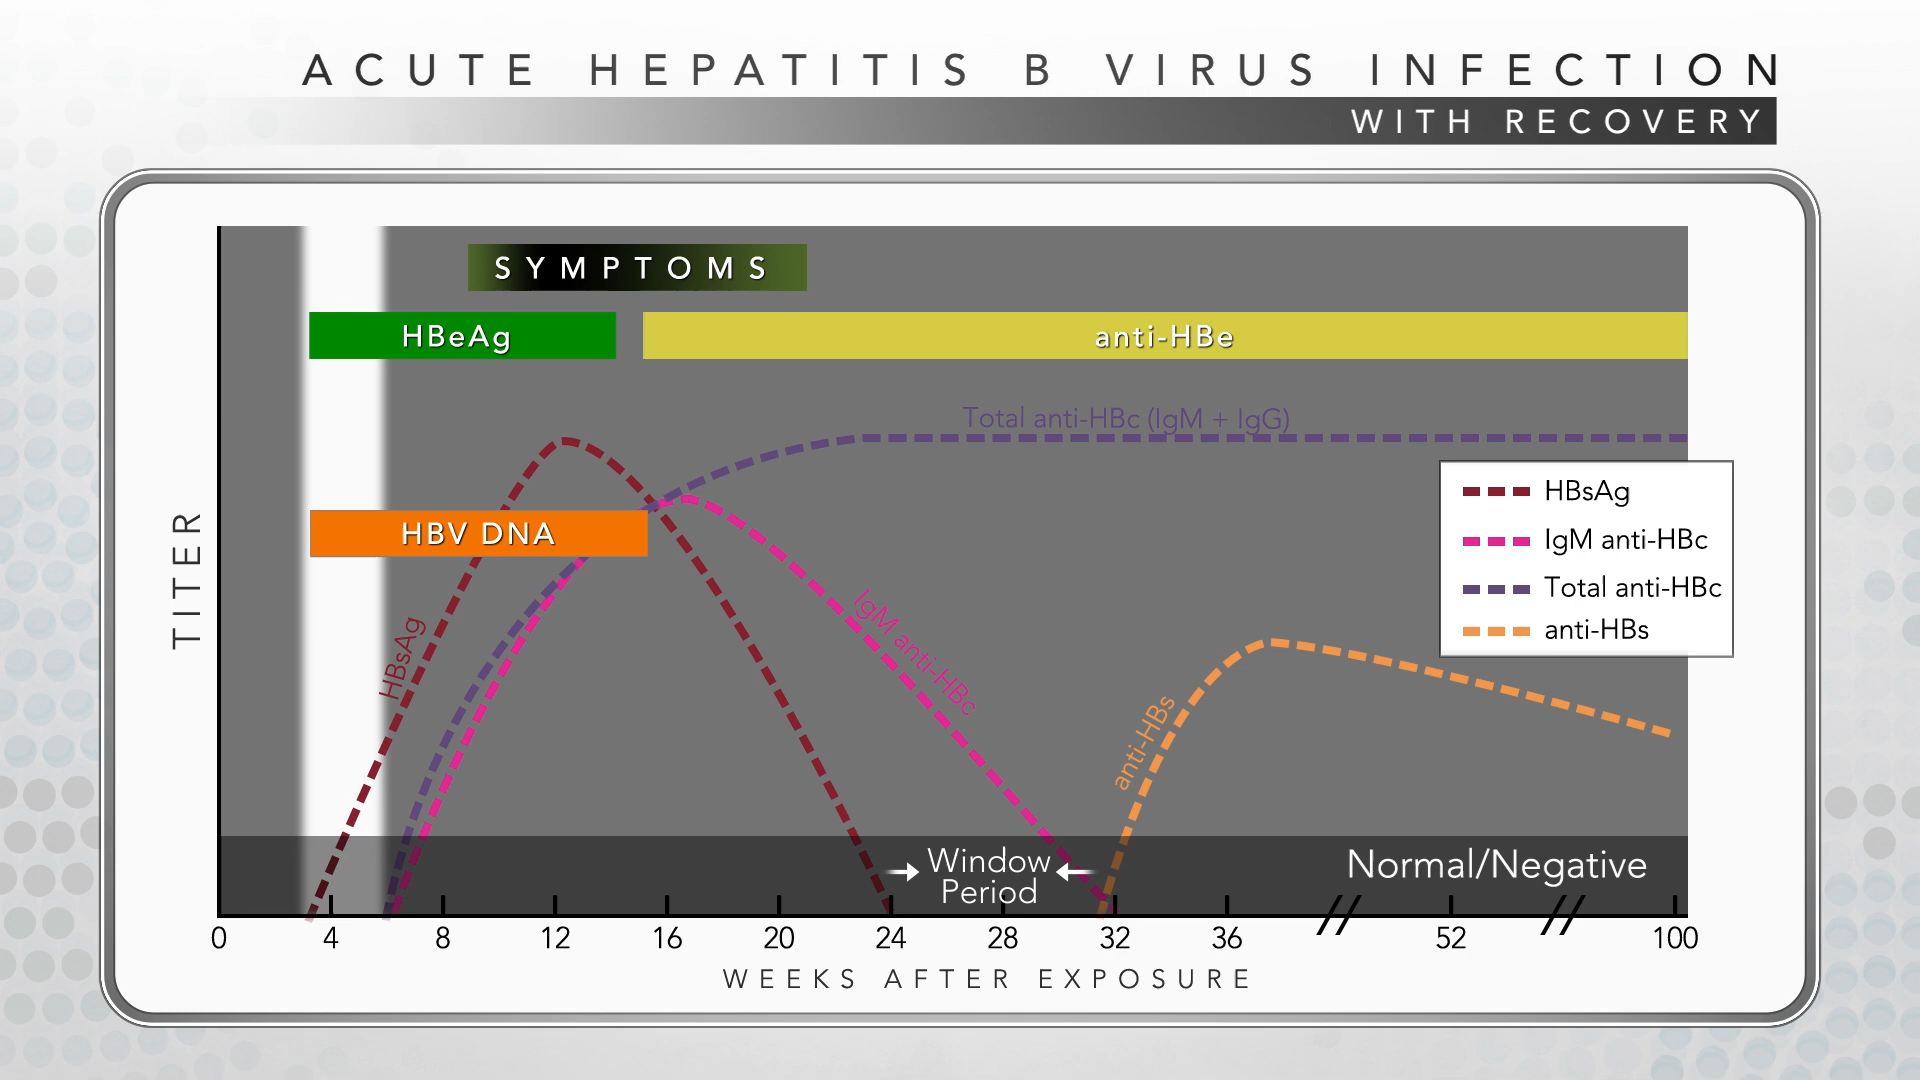 ACUTE HEPATITIS B VIRUS INFECTION
WITH RECOVERY
SYMPTOMS
HBeAg
anti-HBe
Total anti-HBc (IgM + IgG)
HBsAg
IgM anti-HBc
Total anti-HBc
anti-HBs
HBV DNA
HBsAg
IgM anti-HBc
anti-HBs
TITER
Window
Period
Normal/Negative
0 4 8 12 16 20 24 28 32 36 52 100
WEEKS AFTER EXPOSURE